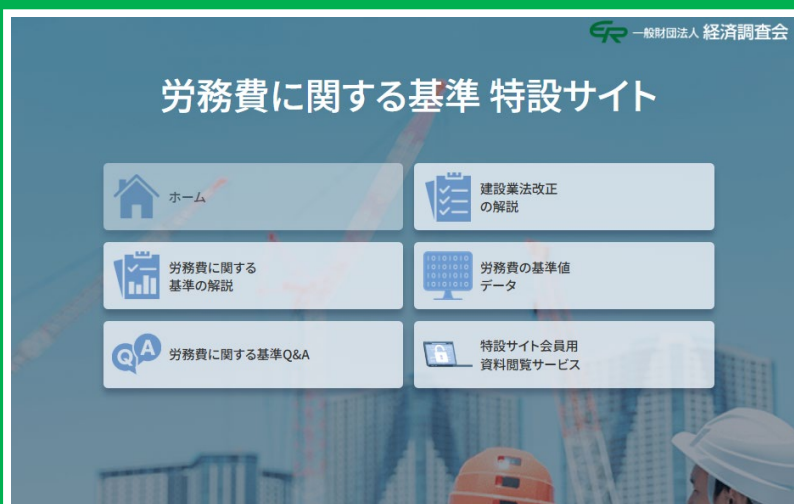 一般財団法人 経済調査会
労務費に関する基準 特設サイト
ホーム
建設業法改正
の解説
労務費に関する
基準の解説
1010101
0101010
1010101
0101010
労務費の基準値
データ
Q A
労務費に関する基準Q&A
特設サイト会員用
資料閲覧サービス